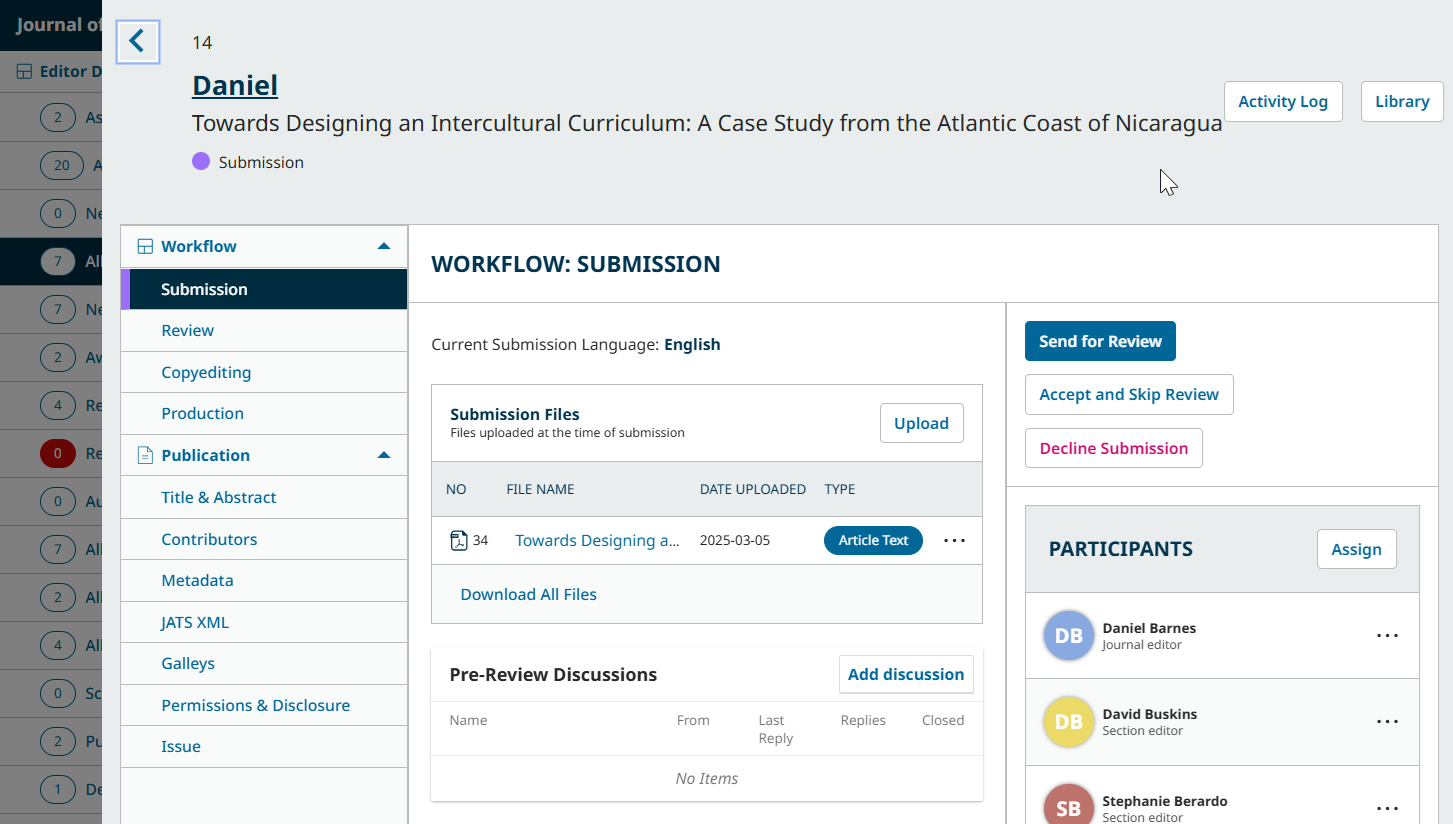 Journal of
Editor D
2 As
20 A
0 Ne
7 All
7 Ne
2 Aw
4 Re
0 Re
0 Au
7 All
2 All
4 All
0 Sc
2 Pu
1 De
14
Daniel
Towards Designing an Intercultural Curriculum: A Case Study from the Atlantic Coast of Nicaragua
Submission
Activity Log
Library
Workflow
Submission
Review
Copyediting
Production
Publication
Title & Abstract
Contributors
Metadata
JATS XML
Galleys
Permissions & Disclosure
Issue
WORKFLOW: SUBMISSION
Current Submission Language: English
Submission Files
Files uploaded at the time of submission
Upload
NO FILE NAME DATE UPLOADED TYPE
34 Towards Designing a... 2025-03-05 Article Text
Download All Files
Pre-Review Discussions
Add discussion
Name From Last Reply Replies Closed
No Items
Send for Review
Accept and Skip Review
Decline Submission
PARTICIPANTS
Assign
DB Daniel Barnes
Journal editor
DB David Buskins
Section editor
SB Stephanie Berardo
Section editor